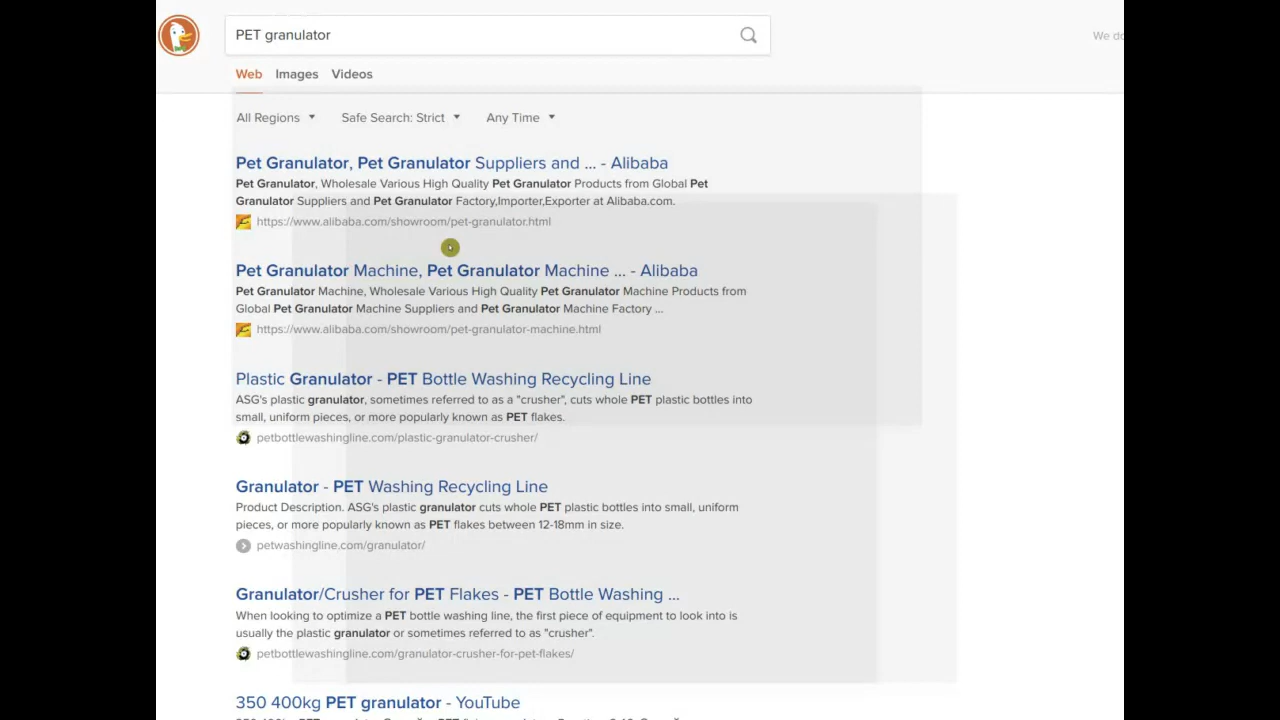 PET granulator
We do
Web Images Videos
All Regions Safe Search: Strict Any Time
Pet Granulator, Pet Granulator Suppliers and ... - Alibaba
Pet Granulator, Wholesale Various High Quality Pet Granulator Products from Global Pet
Granulator Suppliers and Pet Granulator Factory,Importer,Exporter at Alibaba.com.
https://www.alibaba.com/showroom/pet-granulator.html
Pet Granulator Machine, Pet Granulator Machine ... - Alibaba
Pet Granulator Machine, Wholesale Various High Quality Pet Granulator Machine Products from
Global Pet Granulator Machine Suppliers and Pet Granulator Machine Factory ...
https://www.alibaba.com/showroom/pet-granulator-machine.html
Plastic Granulator - PET Bottle Washing Recycling Line
ASG's plastic granulator, sometimes referred to as a "crusher", cuts whole PET plastic bottles into
small, uniform pieces, or more popularly known as PET flakes.
petbottlewashingline.com/plastic-granulator-crusher/
Granulator - PET Washing Recycling Line
Product Description. ASG's plastic granulator cuts whole PET plastic bottles into small, uniform
pieces, or more popularly known as PET flakes between 12-18mm in size.
petwashingline.com/granulator/
Granulator/Crusher for PET Flakes - PET Bottle Washing ...
When looking to optimize a PET bottle washing line, the first piece of equipment to look into is
usually the plastic granulator or sometimes referred to as "crusher".
petbottlewashingline.com/granulator-crusher-for-pet-flakes/
350 400kg PET granulator - YouTube